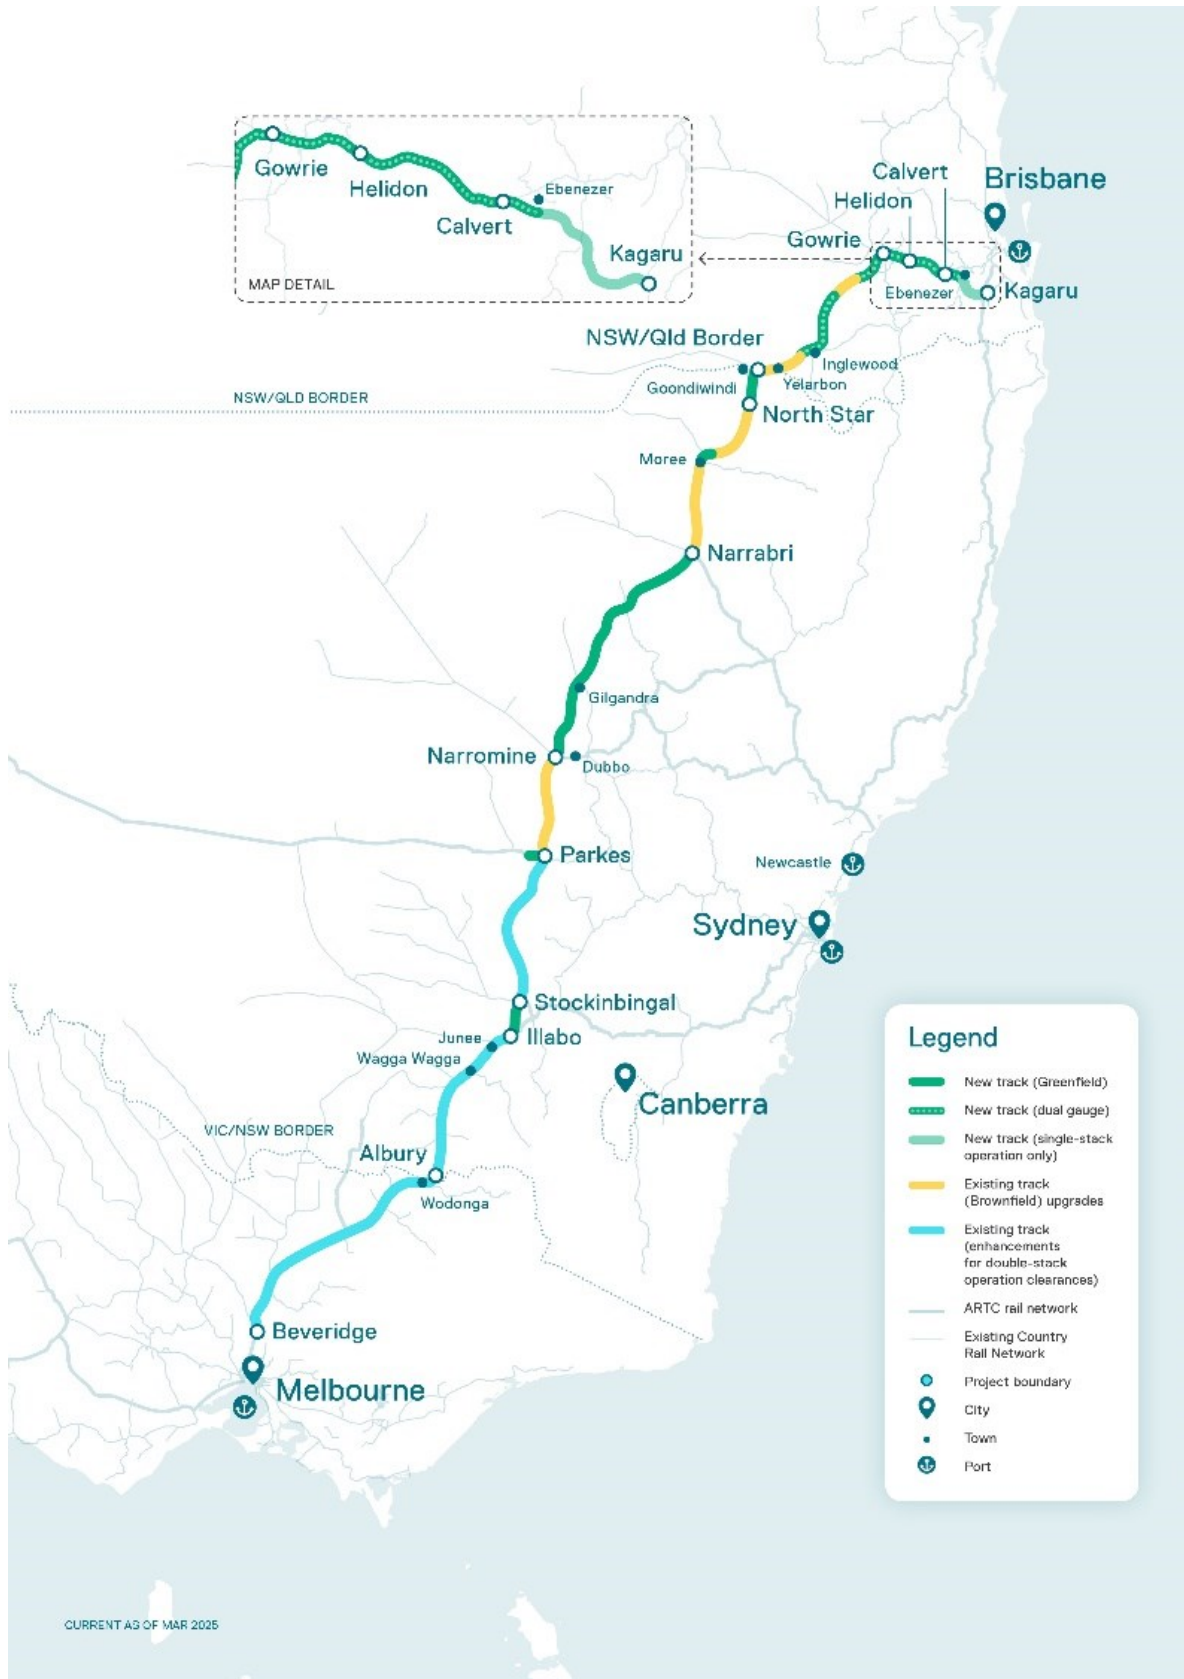 Gowrie
Helidon
Calvert
Ebenezer
Kagaru
MAP DETAIL
Calvert
Helidon
Brisbane
Gowrie
Ebenezer
Kagaru
NSW/Qld Border
Inglewood
Goondiwindi
Yelarbon
NSW/QLD BORDER
North Star
Moree
Narrabri
Gilgandra
Narromine
Dubbo
Parkes
Newcastle
Sydney
Stockinbingal
Junee
Illabo
Wagga Wagga
Canberra
VIC/NSW BORDER
Albury
Wodonga
Beveridge
Melbourne
Legend
New track (Greenfield)
New track (dual gauge)
New track (single-stack
operation only)
Existing track
(Brownfield) upgrades
Existing track
(enhancements
for double-stack
operation clearances)
ARTC rail network
Existing Country
Rail Network
Project boundary
City
Town
Port
CURRENT AS OF MAR 2025